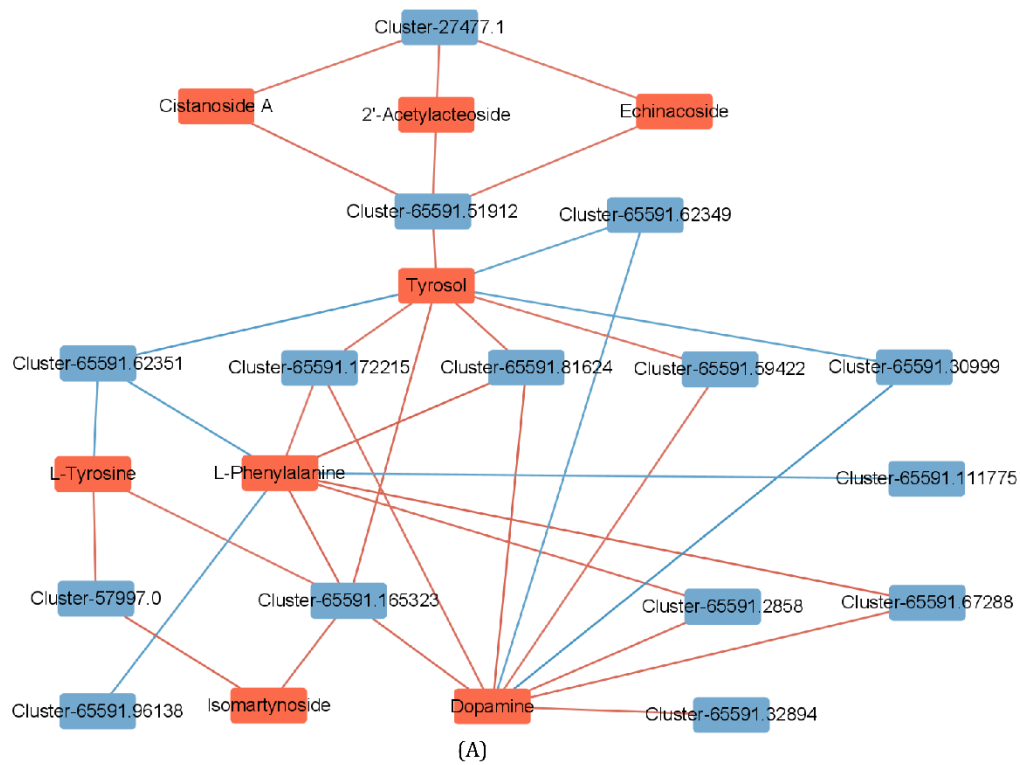 Cluster-27477.1
Cistanoside A
2'-Acetylacteoside
Echinacoside
Cluster-65591.51912
Cluster-65591.62349
Tyrosol
Cluster-65591.62351
Cluster-65591.172215
Cluster-65591.81624
Cluster-65591.59422
Cluster-65591.30999
L-Tyrosine
L-Phenylalanine
Cluster-65591.111775
Cluster-57997.0
Cluster-65591.165323
Cluster-65591.2858
Cluster-65591.67288
Cluster-65591.96138
Isomartynoside
Dopamine
Cluster-65591.32894
(A)